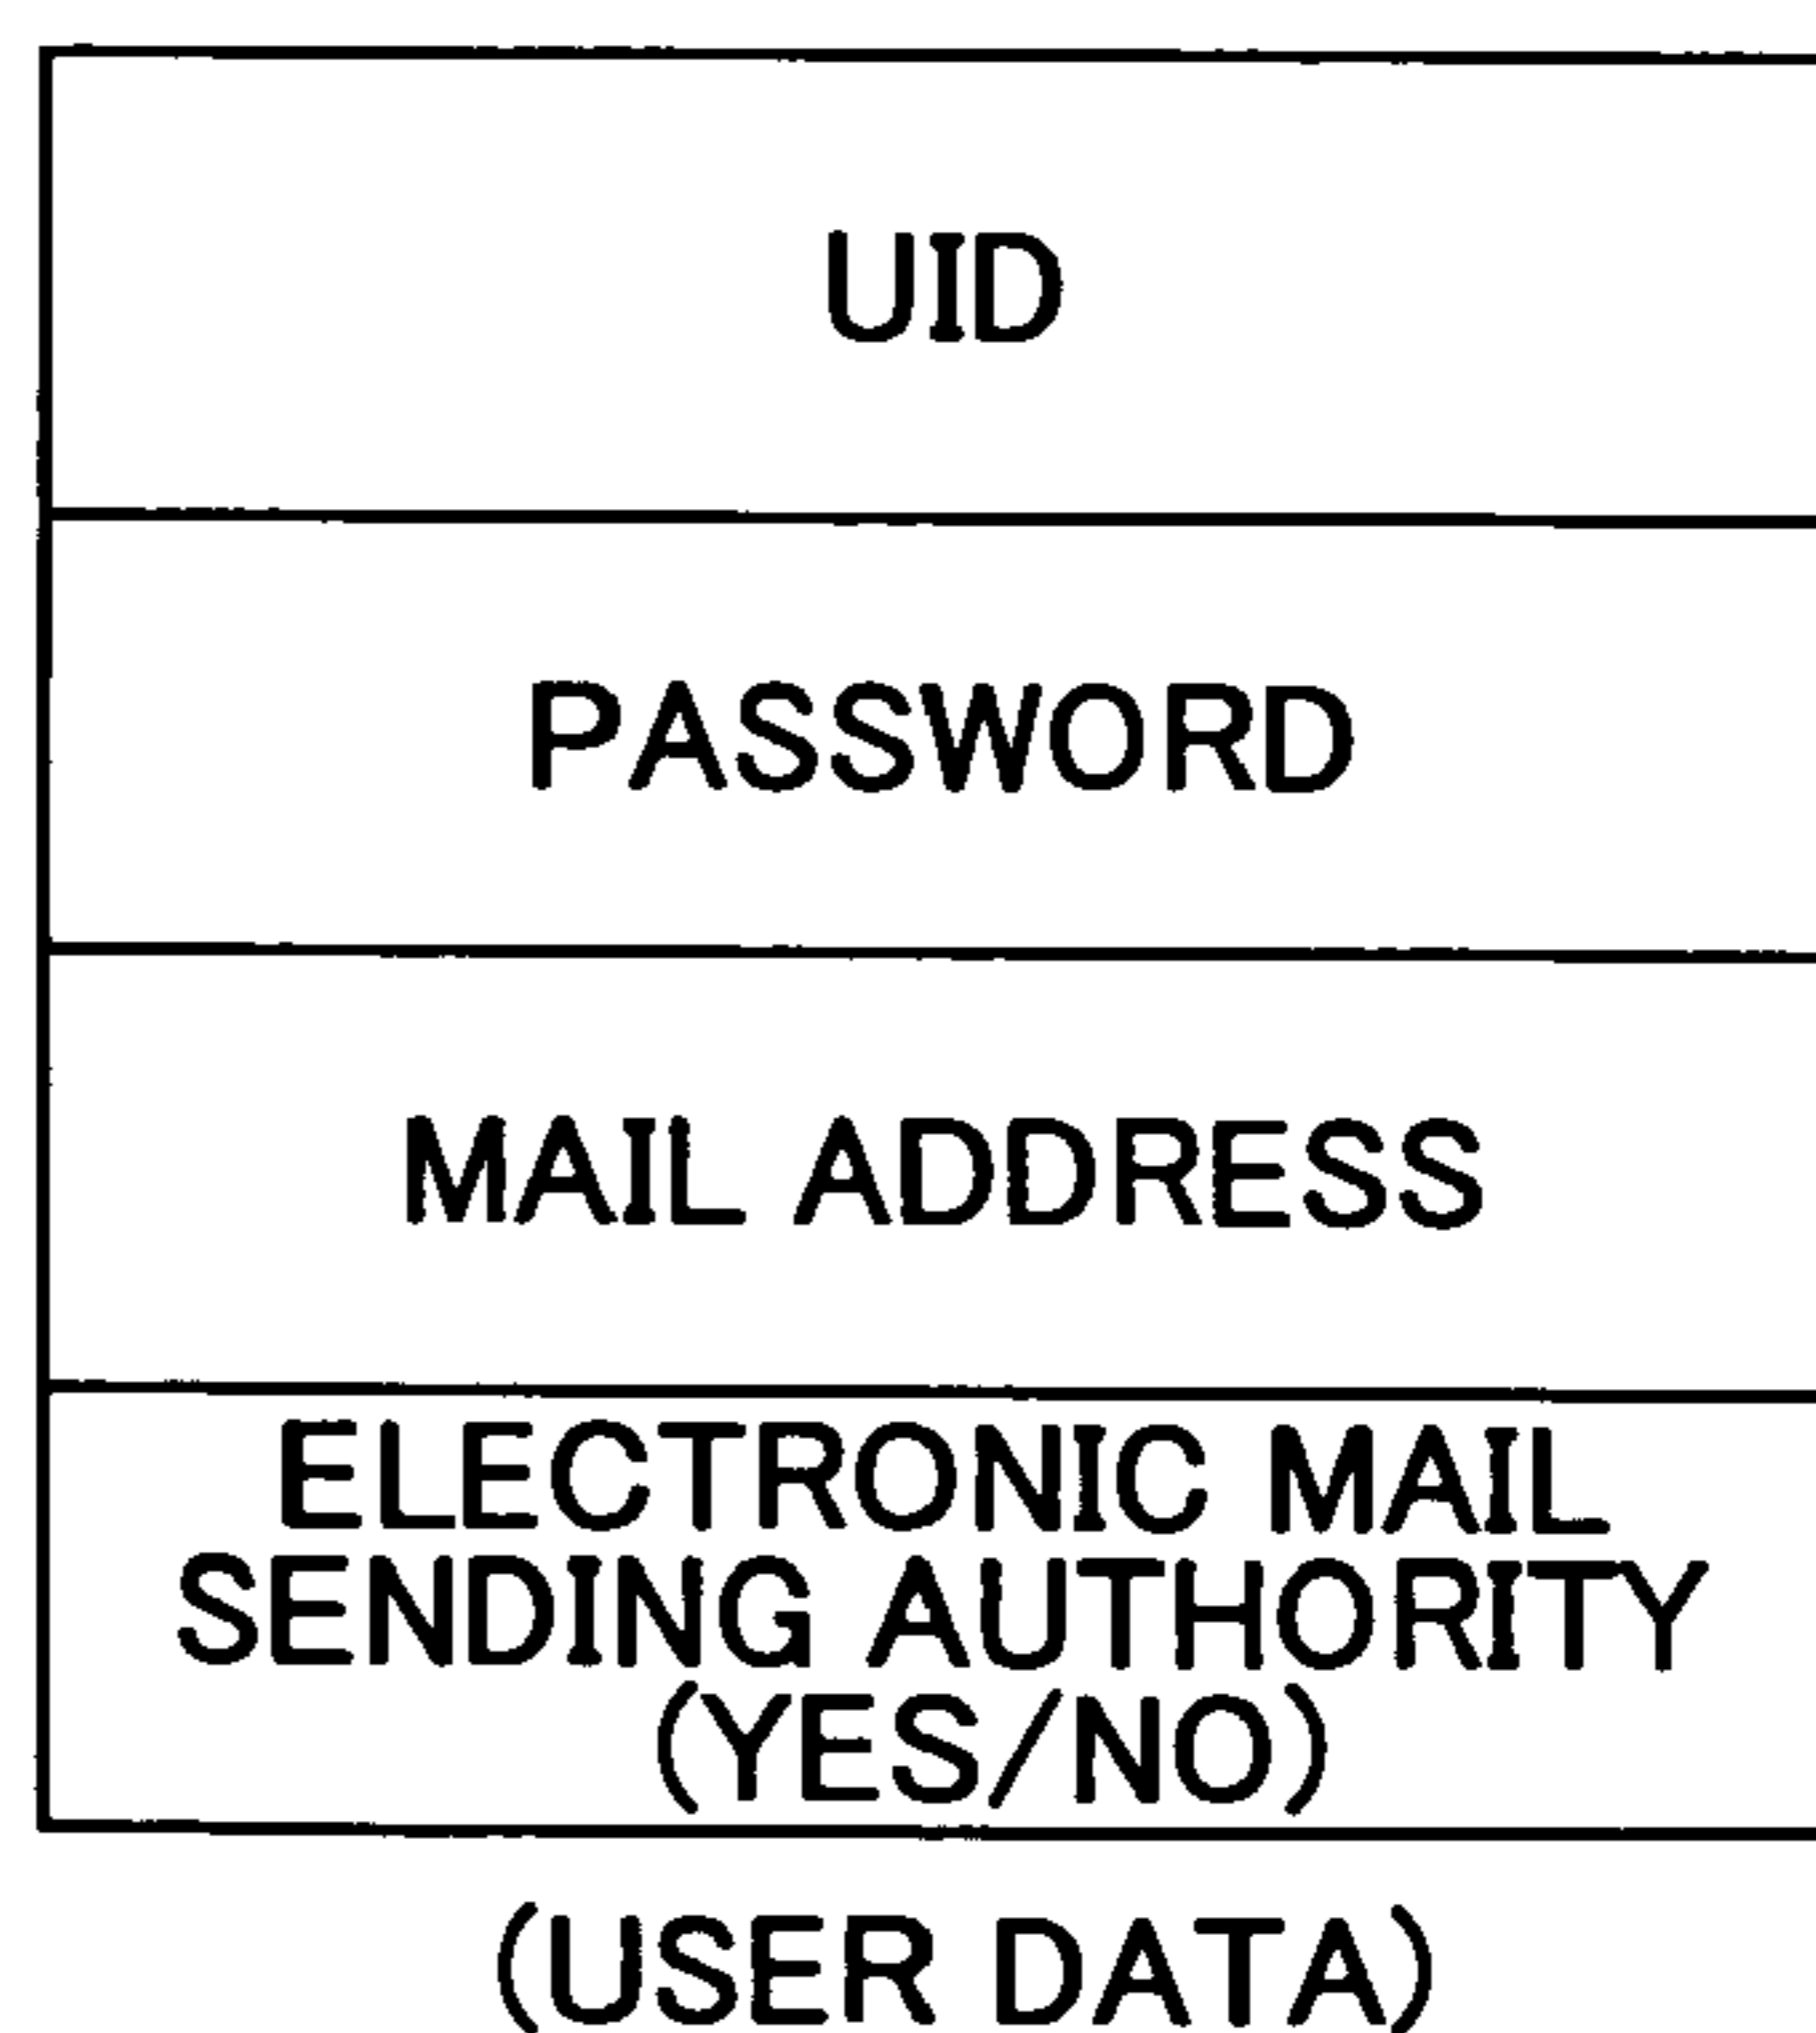 UID
PASSWORD
MAIL ADDRESS
ELECTRONIC MAIL
SENDING AUTHORITY
(YES/NO)
(USER DATA)